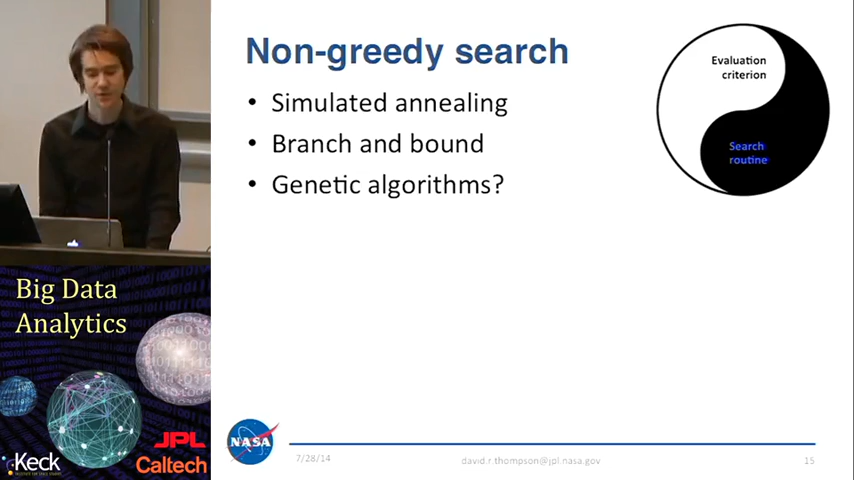 Non-greedy search
• Simulated annealing
• Branch and bound
• Genetic algorithms?
Evaluation
criterion
Search
routine
Big Data
Analytics
Keck
JPL
Caltech
NASA
7/28/14
david.r.thompson@jpl.nasa.gov
15